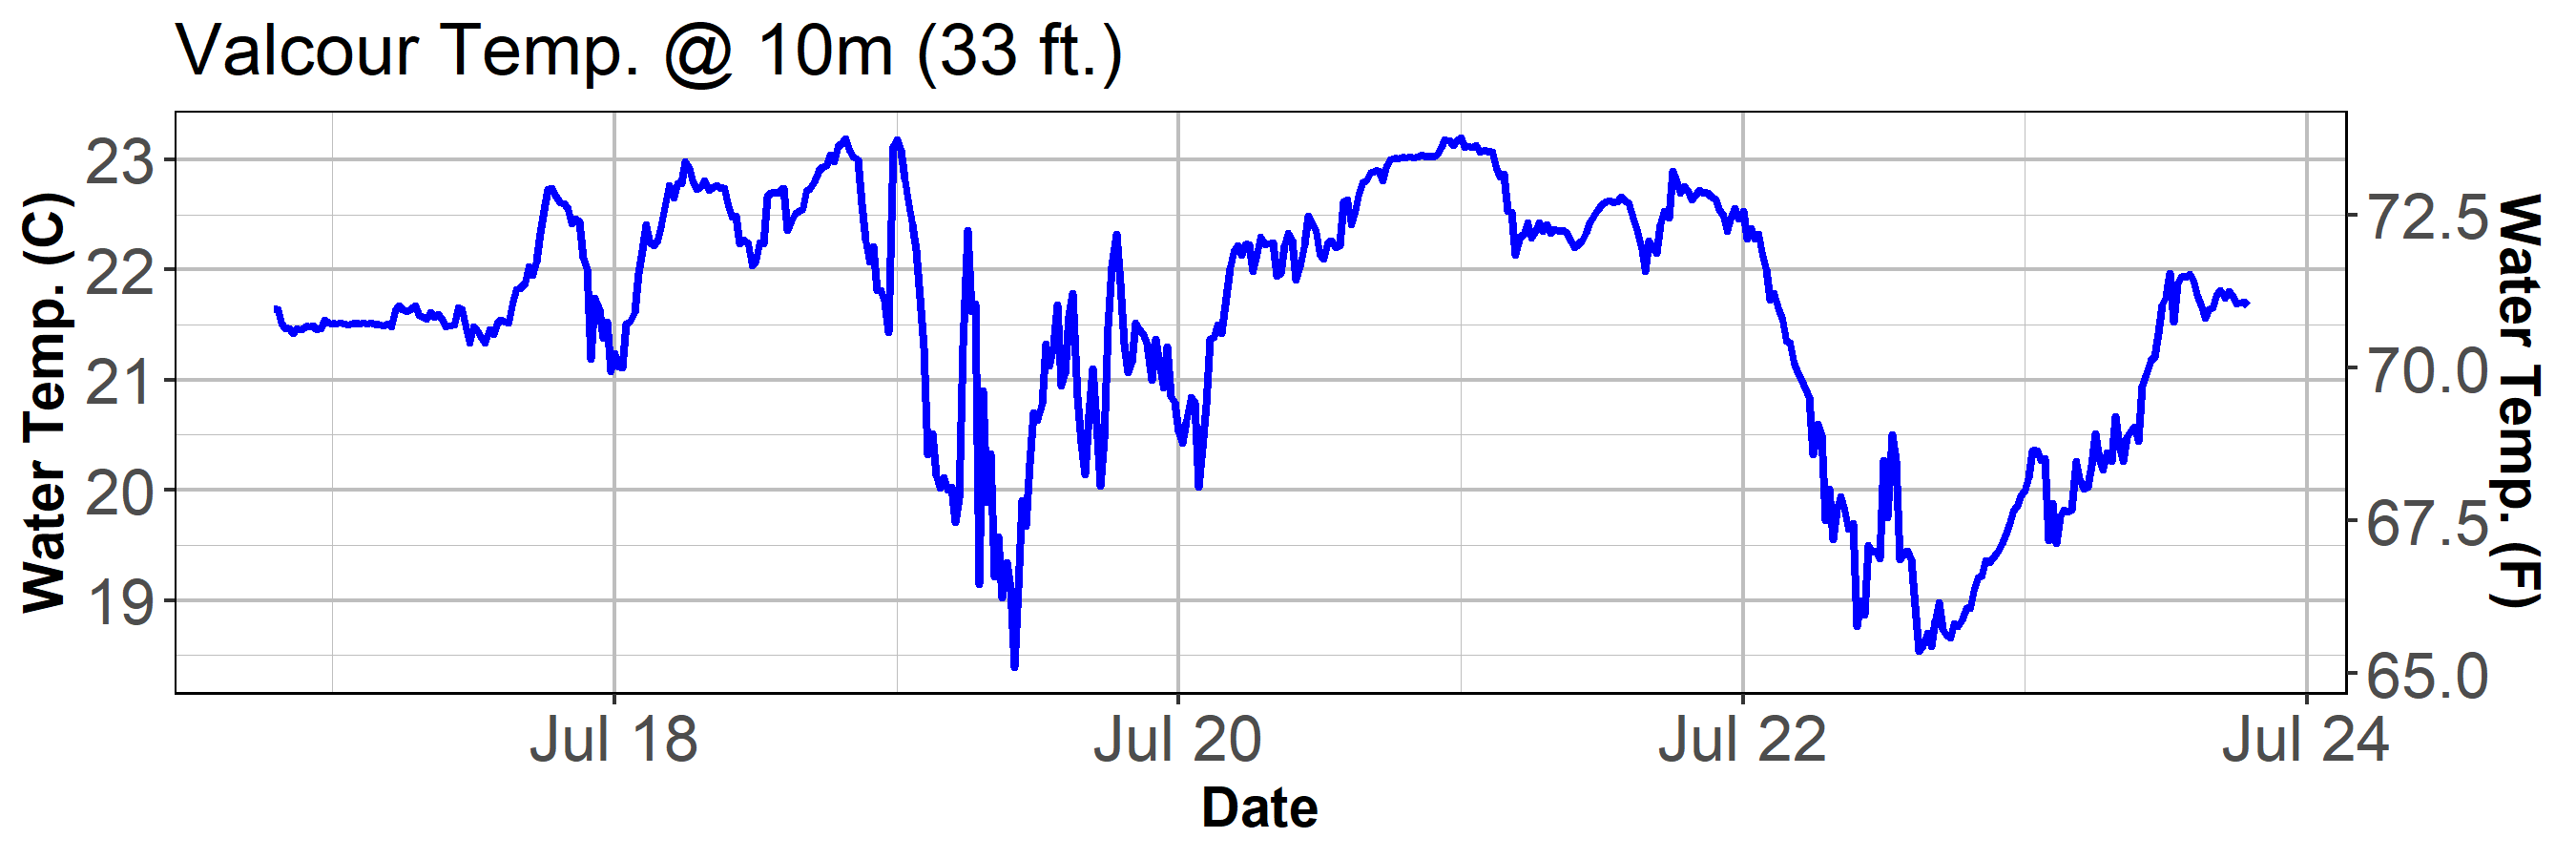 Valcour Temp. @ 10m (33 ft.)
Water Temp. (C)
23
22
21
20
19
72.5
70.0
67.5
65.0
Water Temp. (F)
Jul 18
Jul 20
Jul 22
Jul 24
Date